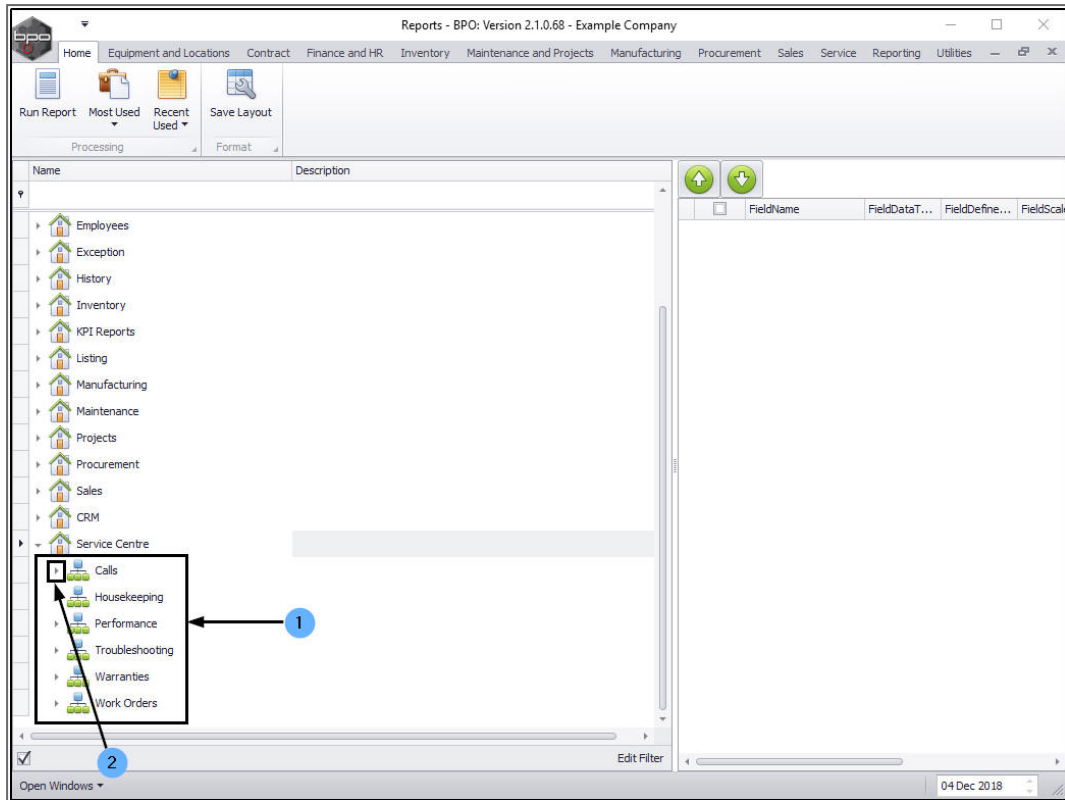 bpo
Reports - BPO: Version 2.1.0.68 - Example Company
Home Equipment and Locations Contract Finance and HR Inventory Maintenance and Projects Manufacturing Procurement Sales Service Reporting Utilities
Run Report Most Used Recent Used Save Layout
Processing Format
Name Description
FieldName FieldDataT... FieldDefine... FieldScal
Employees
Exception
History
Inventory
KPI Reports
Listing
Manufacturing
Maintenance
Projects
Procurement
Sales
CRM
Service Centre
Calls
Housekeeping
Performance
1
Troubleshooting
Warranties
Work Orders
2
Edit Filter
Open Windows
04 Dec 2018